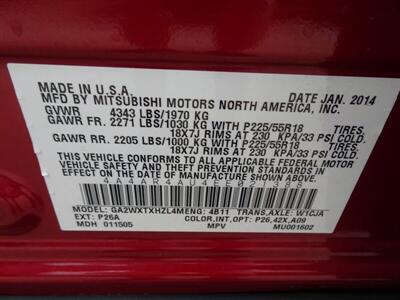 MADE IN U.S.A. DATE JAN. 2014
MFD BY MITSUBISHI MOTORS NORTH AMERICA, INC.
GVWR 4343 LBS/1970 KG
GAWR FR. 2271 LBS/1030 KG WITH P225/55R18 TIRES,
18X7J RIMS AT 230 KPA/33 PSI COLD
GAWR RR. 2205 LBS/1000 KG WITH P225/55R18 TIRES,
18X7J RIMS AT 230 KPA/33 PSI COLD
THIS VEHICLE CONFORMS TO ALL APPLICABLE
FEDERAL MOTOR VEHICLE SAFETY STANDARDS IN
EFFECT ON THE DATE OF MANUFACTURE SHOWN ABOVE.
4A4AR4AU4EE021388
MODEL: GA2WXTXHZL4M ENG: 4B11 TRANS,AXLE: W1CJA
EXT: P26A COLOR INT OPT: P26,42X,A09
MDH 011505 MPV MU001602